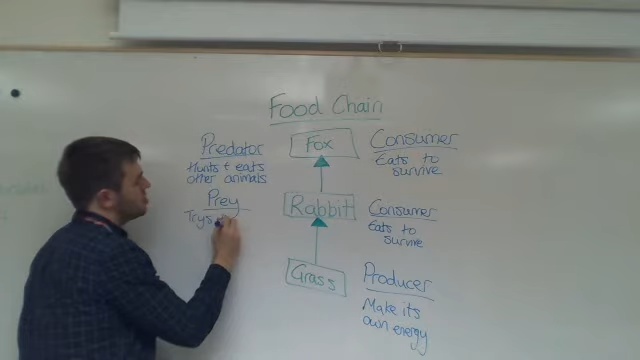 Food Chain
Predator
Hunts + eats
other animals
Fox
Consumer
Eats to
survive
Prey
Trys
Rabbit
Consumer
Eats to
survive
Grass
Producer
Make its
own energy